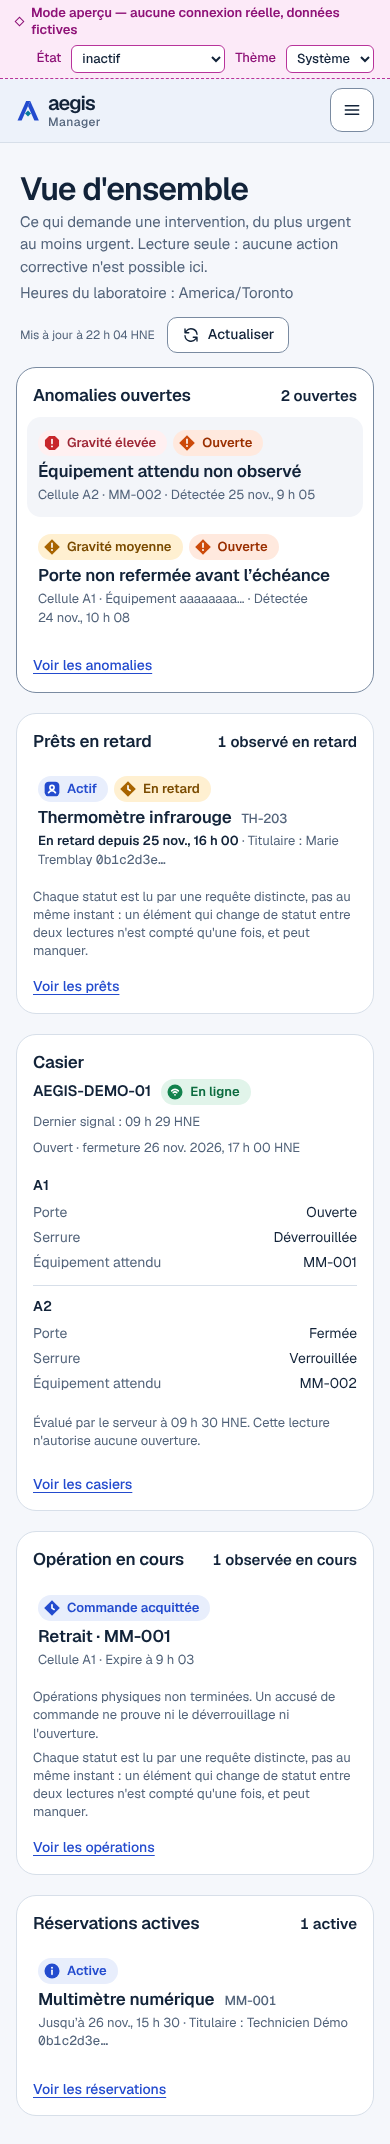 Mode aperçu — aucune connexion réelle, données
fictives
État inactif Thème Système
aegis
Manager
Vue d'ensemble
Ce qui demande une intervention, du plus urgent
au moins urgent. Lecture seule : aucune action
corrective n'est possible ici.
Heures du laboratoire : America/Toronto
Mis à jour à 22 h 04 HNE Actualiser
Anomalies ouvertes 2 ouvertes
Gravité élevée Ouverte
Équipement attendu non observé
Cellule A2 · MM-002 · Détectée 25 nov., 9 h 05
Gravité moyenne Ouverte
Porte non refermée avant l’échéance
Cellule A1 · Équipement aaaaaaaa… · Détectée
24 nov., 10 h 08
Voir les anomalies
Prêts en retard 1 observé en retard
Actif En retard
Thermomètre infrarouge TH-203
En retard depuis 25 nov., 16 h 00 · Titulaire : Marie
Tremblay 0b1c2d3e…
Chaque statut est lu par une requête distincte, pas au
même instant : un élément qui change de statut entre
deux lectures n'est compté qu'une fois, et peut
manquer.
Voir les prêts
Casier
AEGIS-DEMO-01 En ligne
Dernier signal : 09 h 29 HNE
Ouvert · fermeture 26 nov. 2026, 17 h 00 HNE
A1
Porte Ouverte
Serrure Déverrouillée
Équipement attendu MM-001
A2
Porte Fermée
Serrure Verrouillée
Équipement attendu MM-002
Évalué par le serveur à 09 h 30 HNE. Cette lecture
n'autorise aucune ouverture.
Voir les casiers
Opération en cours 1 observée en cours
Commande acquittée
Retrait · MM-001
Cellule A1 · Expire à 9 h 03
Opérations physiques non terminées. Un accusé de
commande ne prouve ni le déverrouillage ni
l'ouverture.
Chaque statut est lu par une requête distincte, pas au
même instant : un élément qui change de statut entre
deux lectures n'est compté qu'une fois, et peut
manquer.
Voir les opérations
Réservations actives 1 active
Active
Multimètre numérique MM-001
Jusqu'à 26 nov., 15 h 30 · Titulaire : Technicien Démo
0b1c2d3e…
Voir les réservations